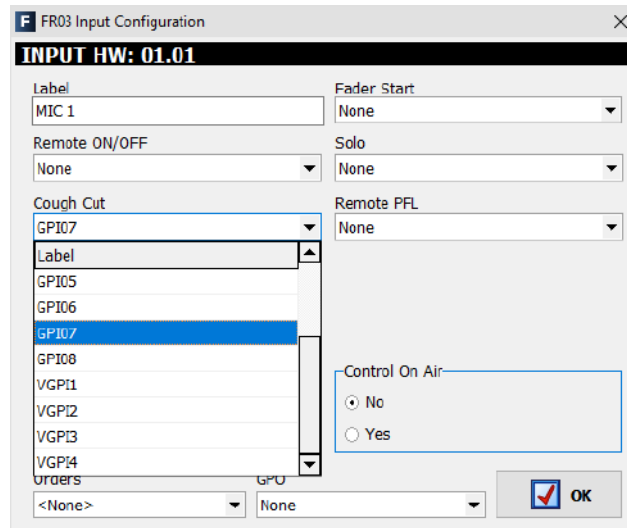 F FR03 Input Configuration
INPUT HW: 01.01
Label
MIC 1
Fader Start
None
Remote ON/OFF
None
Solo
None
Cough Cut
GPI07
Remote PFL
None
Label
GPI05
GPI06
GPI07
GPI08
VGPI1
VGPI2
VGPI3
VGPI4
Control On Air
No
Yes
Orders
<None>
GPO
None
OK